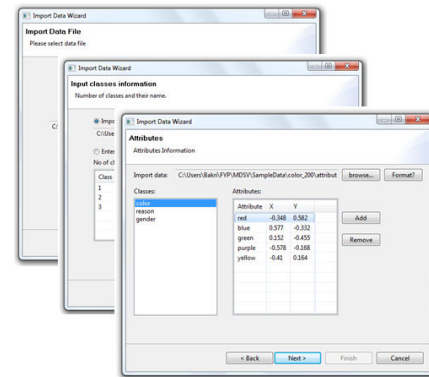 Import Data Wizard
Import Data File
Please select data file
Import Data Wizard
Input classes information
Number of classes and their name.
C:\Use
No of cl
Class
1
2
3
Import Data Wizard
Attributes
Attributes Information
Import data: C:\Users\Bakri\FYP\MDSV\SampleData\color_200\attribut browse... Format?
Classes: Attributes:
color
reason
gender
Attribute X Y
red -0.348 0.582
blue 0.577 -0.332
green 0.152 -0.455
purple -0.578 -0.168
yellow -0.41 0.164
Add
Remove
< Back Next > Finish Cancel